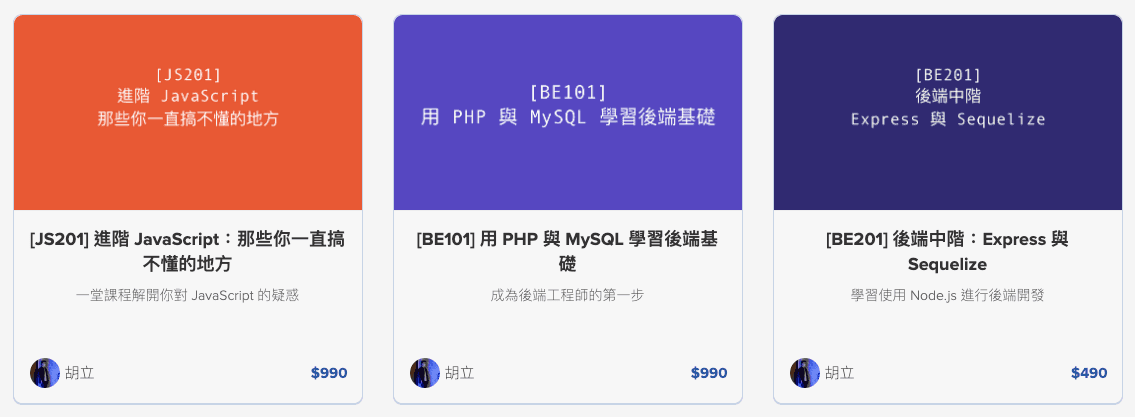 [JS201]
進階 JavaScript
那些你一直搞不懂的地方
[JS201] 進階 JavaScript：那些你一直搞
不懂的地方
一堂課程解開你對 JavaScript 的疑惑
胡立
$990
[BE101]
用 PHP 與 MySQL 學習後端基礎
[BE101] 用 PHP 與 MySQL 學習後端基
礎
成為後端工程師的第一步
胡立
$990
[BE201]
後端中階
Express 與 Sequelize
[BE201] 後端中階：Express 與
Sequelize
學習使用 Node.js 進行後端開發
胡立
$490